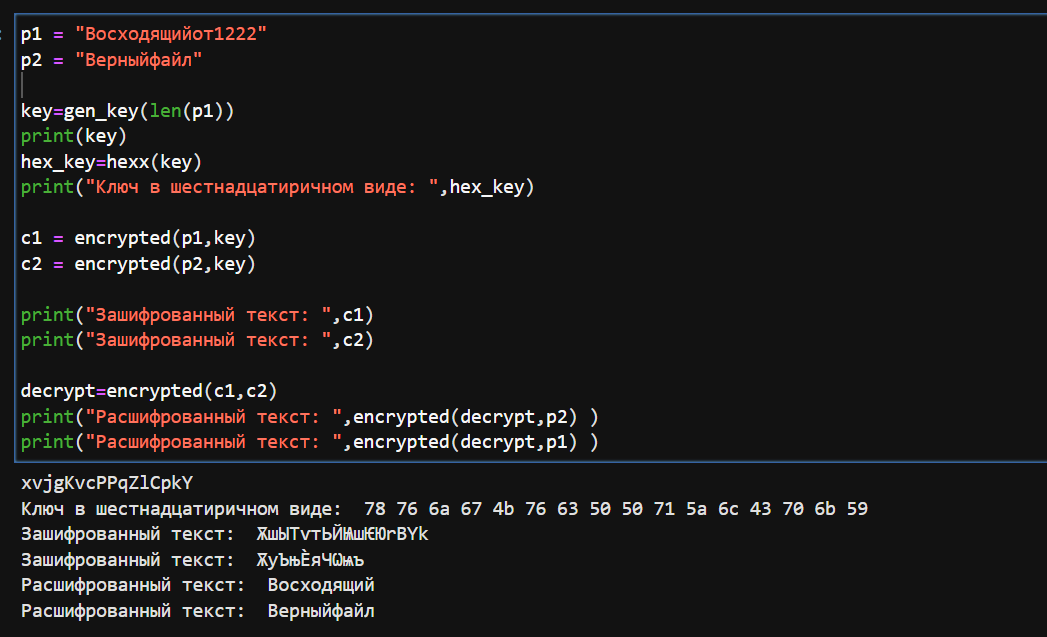 p1 = "Восходящийот1222"
p2 = "Верныйфайл"
key=gen_key(len(p1))
print(key)
hex_key=hexx(key)
print("Ключ в шестнадцатиричном виде: ",hex_key)
c1 = encrypted(p1,key)
c2 = encrypted(p2,key)
print("Зашифрованный текст: ",c1)
print("Зашифрованный текст: ",c2)
decrypt=encrypted(c1,c2)
print("Расшифрованный текст: ",encrypted(decrypt,p2) )
print("Расшифрованный текст: ",encrypted(decrypt,p1) )
xvjgKvcPPqZlCpkY
Ключ в шестнадцатиричном виде:  78 76 6a 67 4b 76 63 50 50 71 5a 6c 43 70 6b 59
Зашифрованный текст:
Зашифрованный текст:
Расшифрованный текст:  Восходящий
Расшифрованный текст:  Верныйфайл